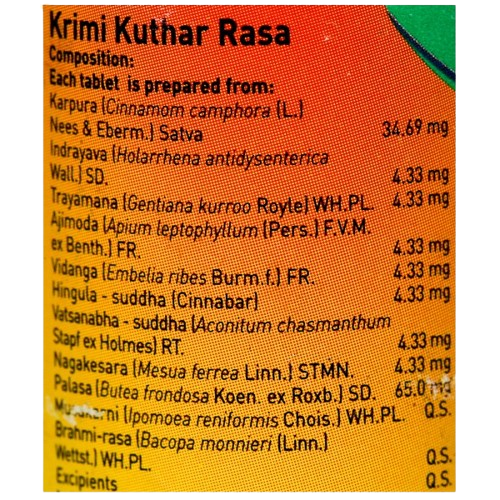 Krimi Kuthar Rasa
Composition:
Each tablet is prepared from:
Karpura (Cinnamom camphora (L.)
Nees & Eberm.) Satva 34.69 mg
Indrayava (Holarrhena antidysenterica
Wall.) SD. 4.33 mg
Trayamana (Gentiana kurroo Royle) WH.PL. 4.33 mg
Ajimoda (Apium leptophyllum (Pers.) F.V.M.
ex Benth.) FR. 4.33 mg
Vidanga (Embelia ribes Burm.f.) FR. 4.33 mg
Hingula - suddha (Cinnabar) 4.33 mg
Vatsanabha - suddha (Aconitum chasmanthum
Stapf ex Holmes) RT. 4.33 mg
Nagakesara (Mesua ferrea Linn.) STMN. 4.33 mg
Palasa (Butea frondosa Koen. ex Roxb.) SD. 65.0 mg
Musakarni (Ipomoea reniformis Chois.) WH.PL. Q.S.
Brahmi-rasa (Bacopa monnieri (Linn.)
Wettst.) WH.PL. Q.S.
Excipients Q.S.